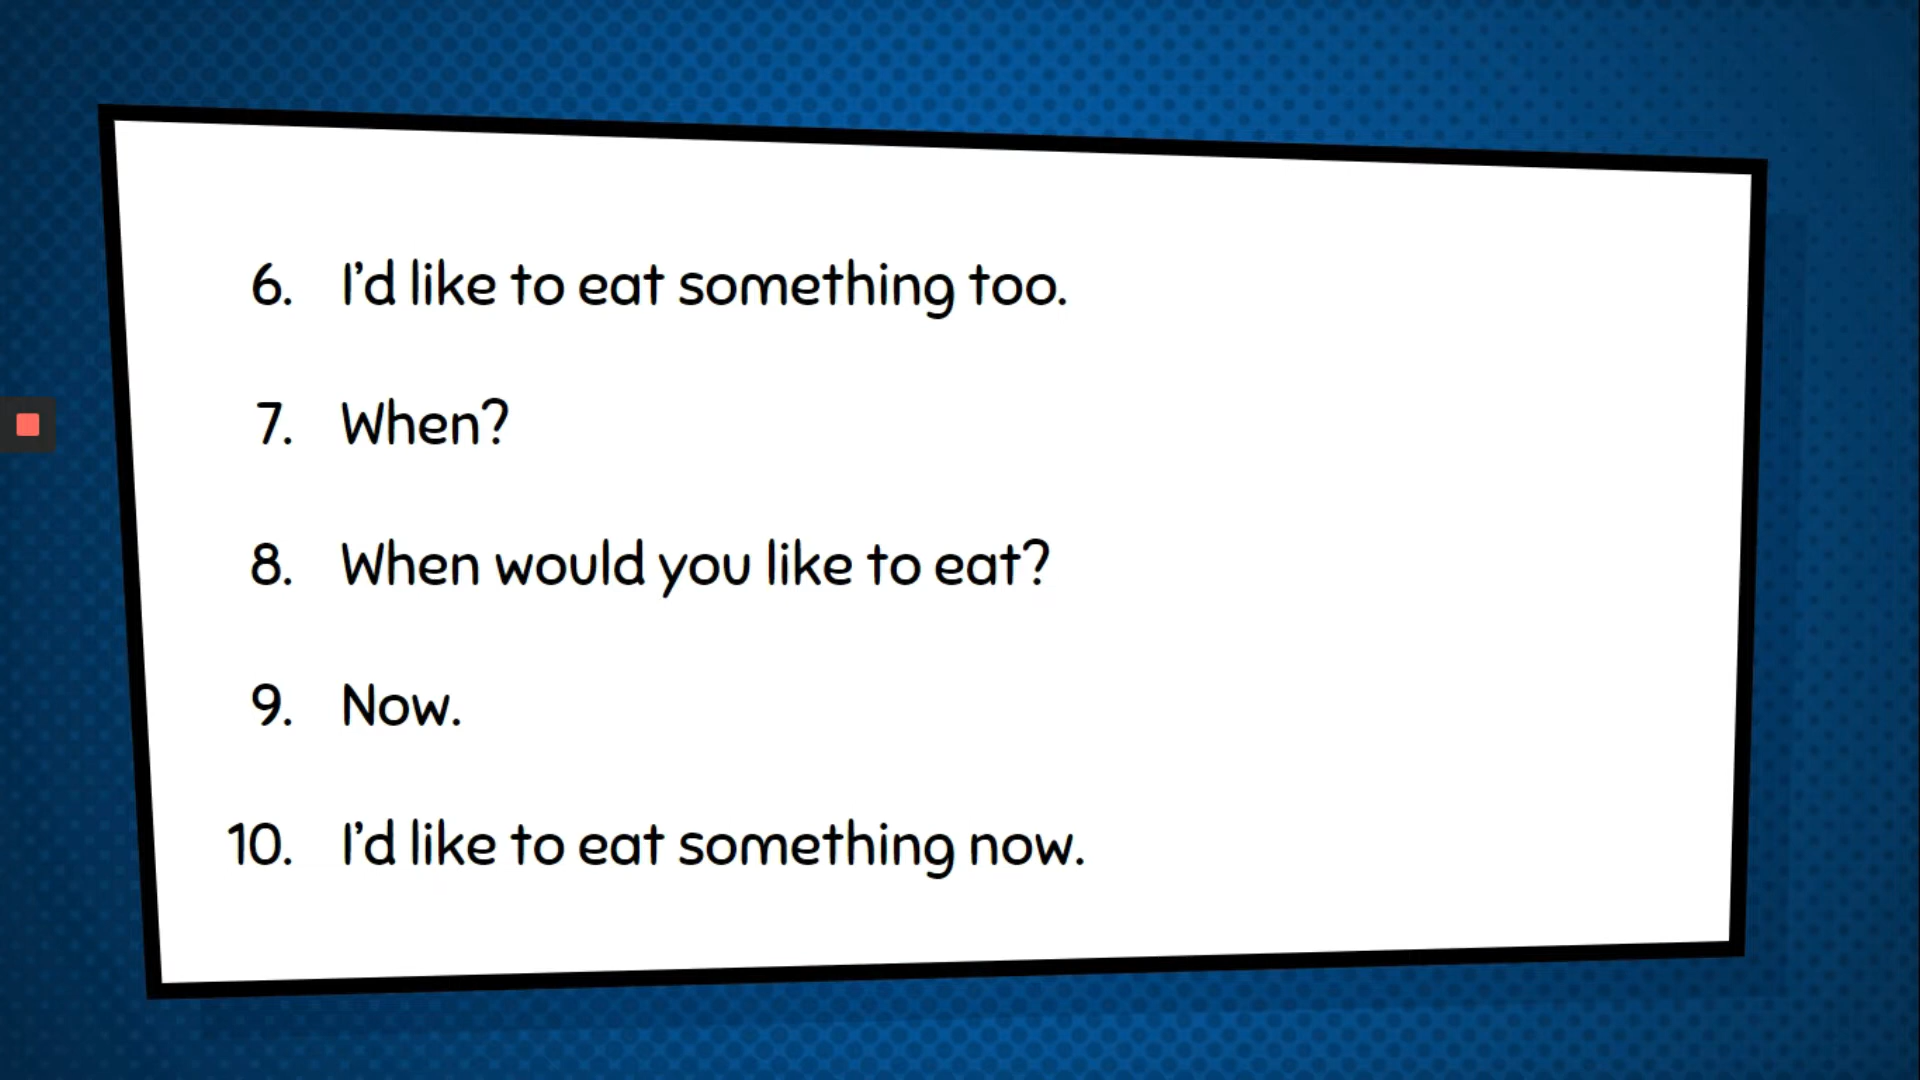 6. I’d like to eat something too.
7. When?
8. When would you like to eat?
9. Now.
10. I’d like to eat something now.